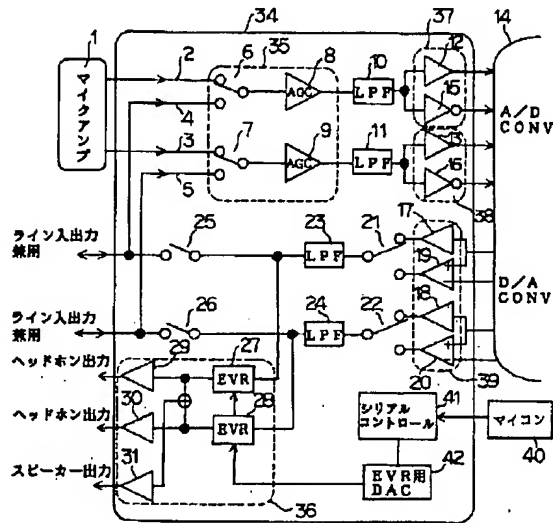 34
1
マイクアンプ
2
4
3
5
6
35
8
AGC
7
9
AGC
10
LPF
11
LPF
37
12
15
13
16
38
14
A/D
CONV
ライン入出力
兼用
25
23
LPF
21
17
19
D/A
CONV
ライン入出力
兼用
26
24
LPF
22
18
20
39
ヘッドホン出力
29
27
EVR
ヘッドホン出力
30
28
EVR
スピーカー出力
31
36
41
シリアル
コントロール
マイコン
40
EVR用
DAC
42